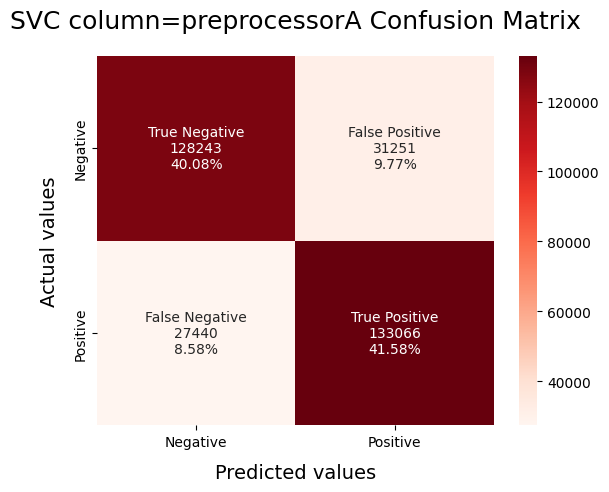 SVC column=preprocessorA Confusion Matrix
True Negative
128243
40.08%
False Positive
31251
9.77%
False Negative
27440
8.58%
True Positive
133066
41.58%
Negative
Positive
Actual values
Negative
Positive
Predicted values
120000
100000
80000
60000
40000